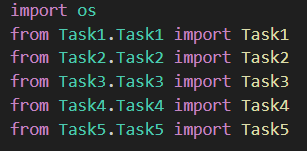 import os
from Task1.Task1 import Task1
from Task2.Task2 import Task2
from Task3.Task3 import Task3
from Task4.Task4 import Task4
from Task5.Task5 import Task5